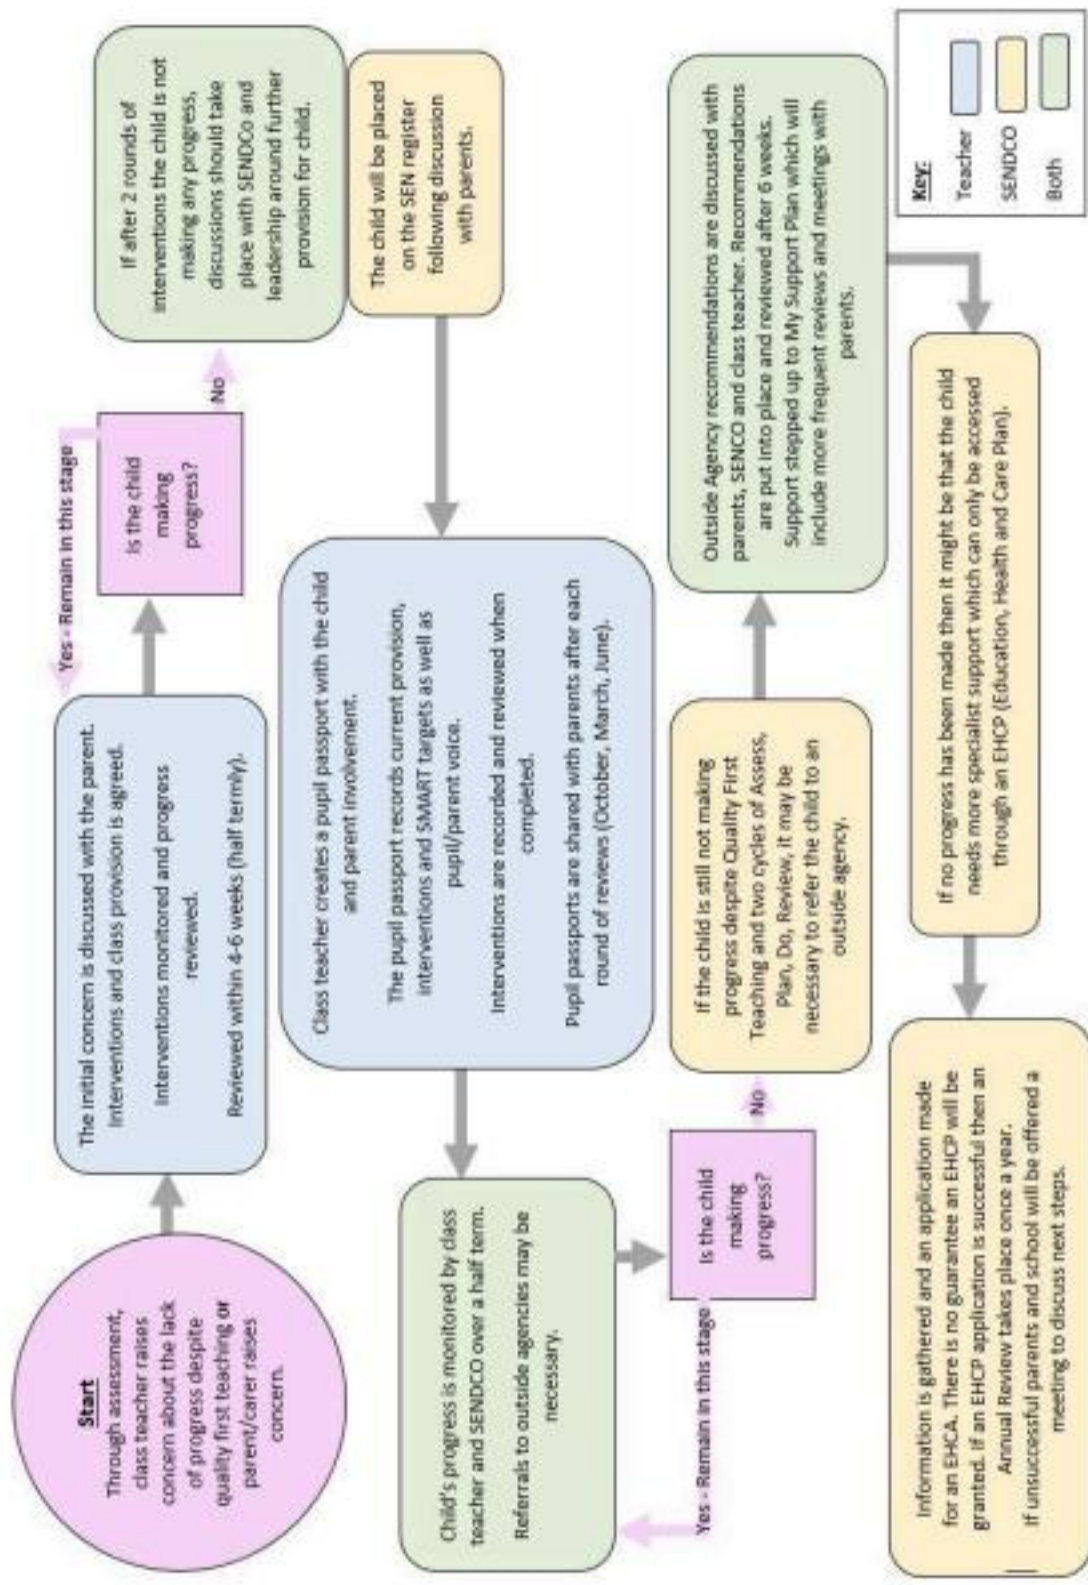 Start
Through assessment,
class teacher raises
concern about the lack
of progress despite
quality first teaching or
parent/carer raises
concern.
The initial concern is discussed with the parent.
Interventions and class provision is agreed.
Interventions monitored and progress
reviewed.
Reviewed within 4-6 weeks (half termly).
Yes - Remain in this stage
Is the child
making
progress?
No
If after 2 rounds of
interventions the child is not
making any progress,
discussions should take
place with SENDCo and
leadership around further
provision for child.
The child will be placed
on the SEN register
following discussion
with parents.
Class teacher creates a pupil passport with the child
and parent involvement.
The pupil passport records current provision,
interventions and SMART targets as well as
pupil/parent voice.
Interventions are recorded and reviewed when
completed.
Pupil passports are shared with parents after each
round of reviews (October, March, June).
Child's progress is monitored by class
teacher and SENDCO over a half term.
Referrals to outside agencies may be
necessary.
Yes - Remain in this stage
Is the child
making
progress?
No
If the child is still not making
progress despite Quality First
Teaching and two cycles of Assess,
Plan, Do, Review, it may be
necessary to refer the child to an
outside agency.
Outside Agency recommendations are discussed with
parents, SENCO and class teacher. Recommendations
are put into place and reviewed after 6 weeks.
Support stepped up to My Support Plan which will
include more frequent reviews and meetings with
parents.
If no progress has been made then it might be that the child
needs more specialist support which can only be accessed
through an EHCP (Education, Health and Care Plan).
Information is gathered and an application made
for an EHCA. There is no guarantee an EHCP will be
granted. If an EHCP application is successful then an
Annual Review takes place once a year.
If unsuccessful parents and school will be offered a
meeting to discuss next steps.
Key:
Teacher
SENDCO
Both